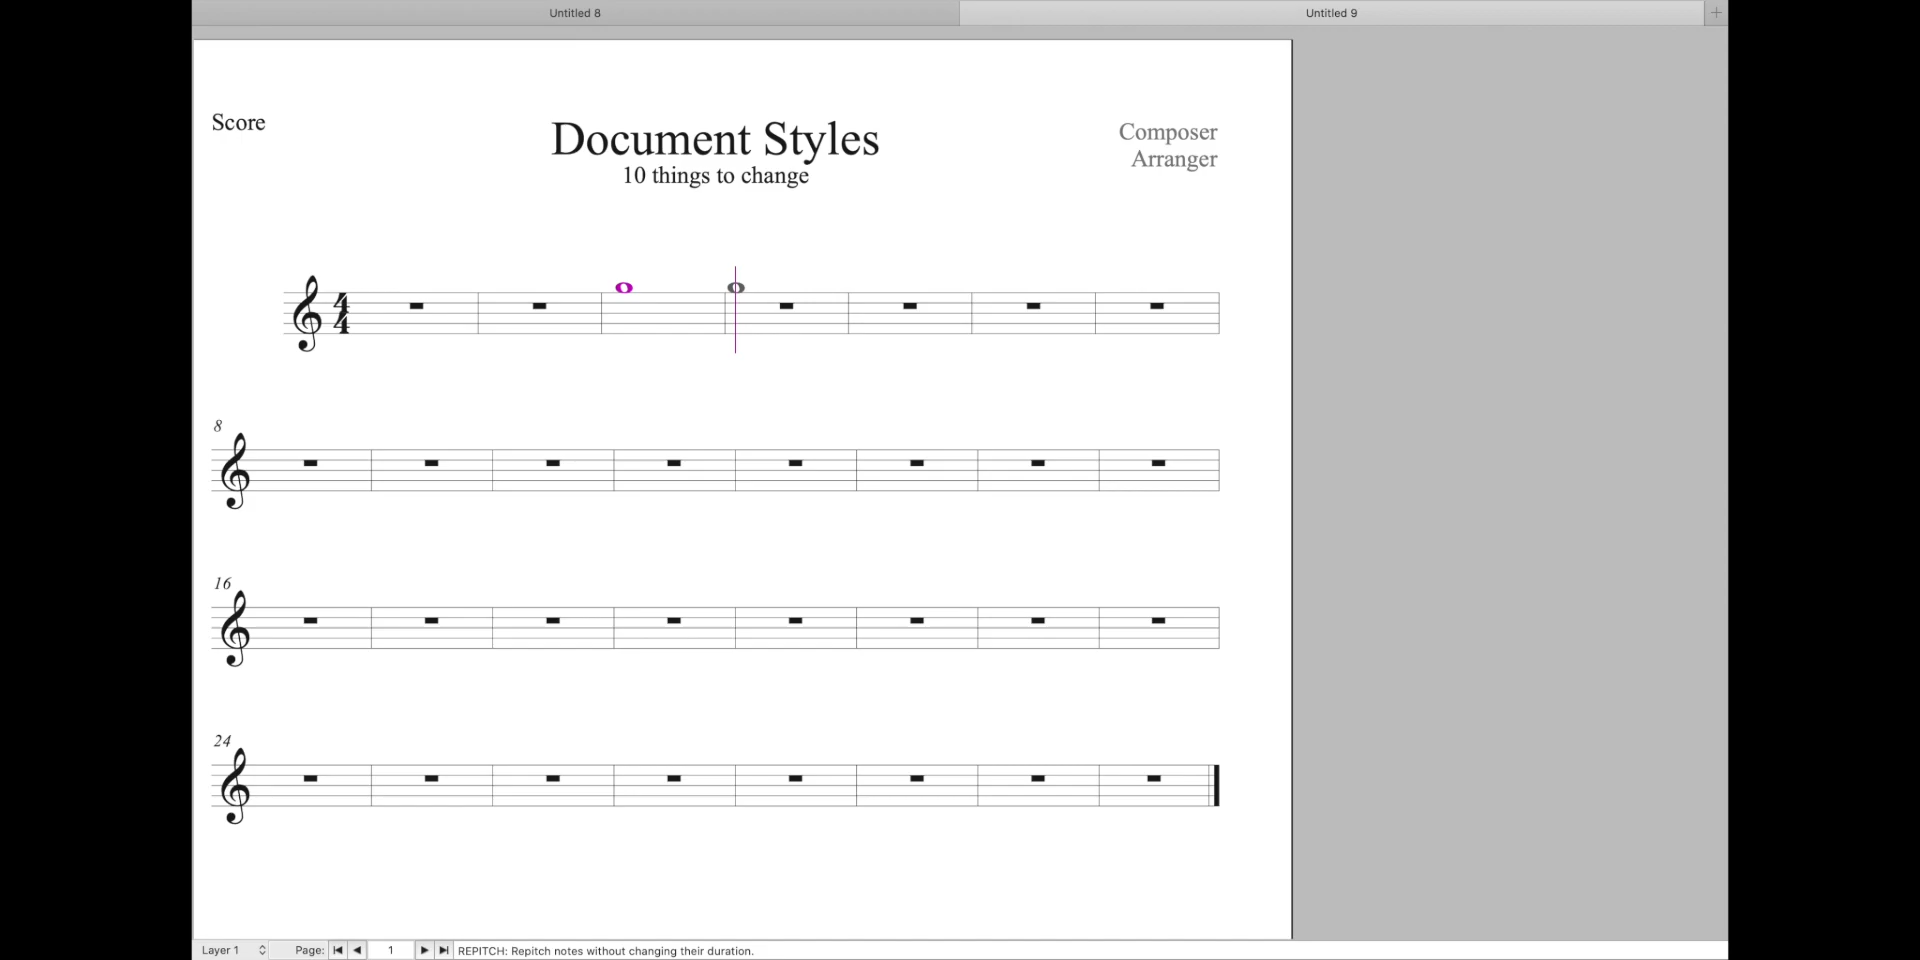 Untitled 8
Untitled 9
Score
Document Styles
10 things to change
Composer
Arranger
4
4
8
16
24
Layer 1
Page:
1
REPITCH: Repitch notes without changing their duration.